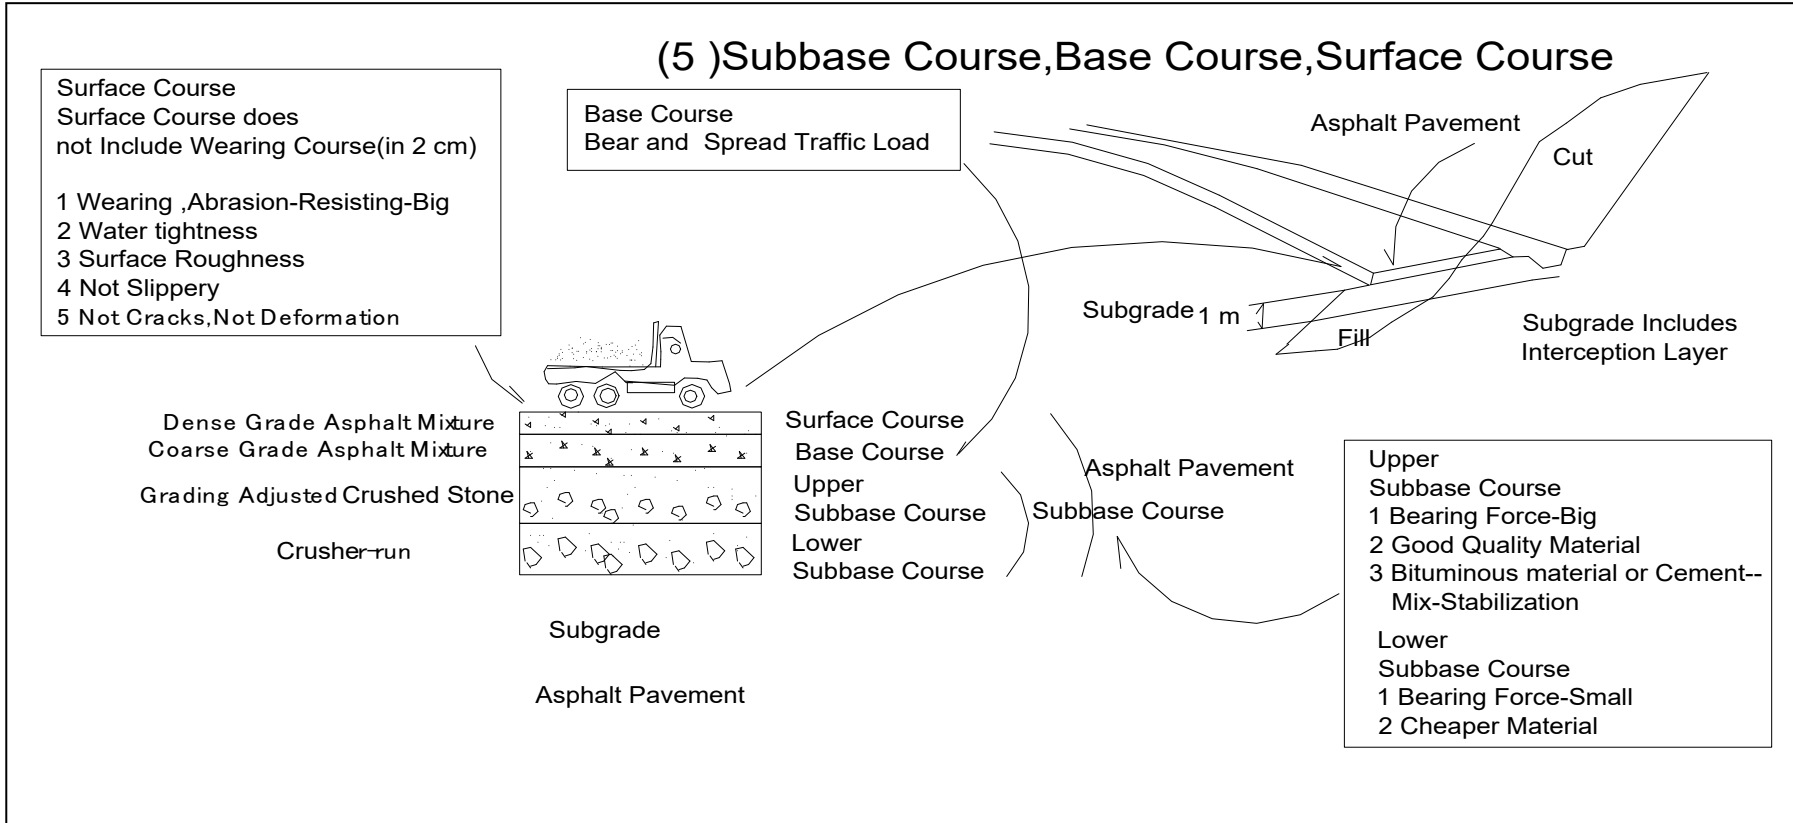 (5 )Subbase Course,Base Course,Surface Course
Surface Course
Surface Course does
not Include Wearing Course(in 2 cm)
1 Wearing ,Abrasion-Resisting-Big
2 Water tightness
3 Surface Roughness
4 Not Slippery
5 Not Cracks,Not Deformation
Base Course
Bear and Spread Traffic Load
Asphalt Pavement
Cut
Subgrade 1 m
Fill
Subgrade Includes
Interception Layer
Dense Grade Asphalt Mixture
Coarse Grade Asphalt Mixture
Grading Adjusted Crushed Stone
Crusher-run
Surface Course
Base Course
Upper
Subbase Course
Lower
Subbase Course
Asphalt Pavement
Subbase Course
Subgrade
Asphalt Pavement
Upper
Subbase Course
1 Bearing Force-Big
2 Good Quality Material
3 Bituminous material or Cement--
Mix-Stabilization
Lower
Subbase Course
1 Bearing Force-Small
2 Cheaper Material